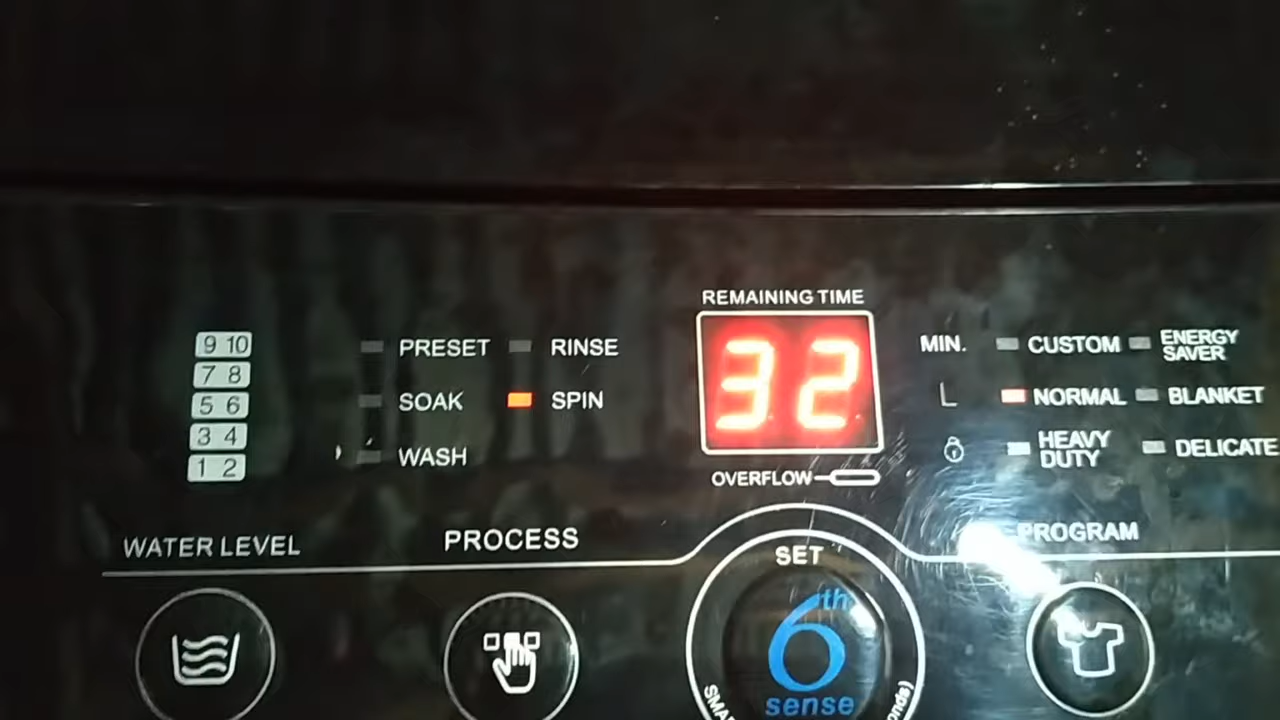 REMAINING TIME
32
OVERFLOW
9 10
7 8
5 6
3 4
1 2
WATER LEVEL
PRESET
RINSE
SOAK
SPIN
WASH
PROCESS
MIN.
L
CUSTOM
ENERGY
SAVER
NORMAL
BLANKET
HEAVY
DUTY
DELICATE
PROGRAM
SET
6th
sense